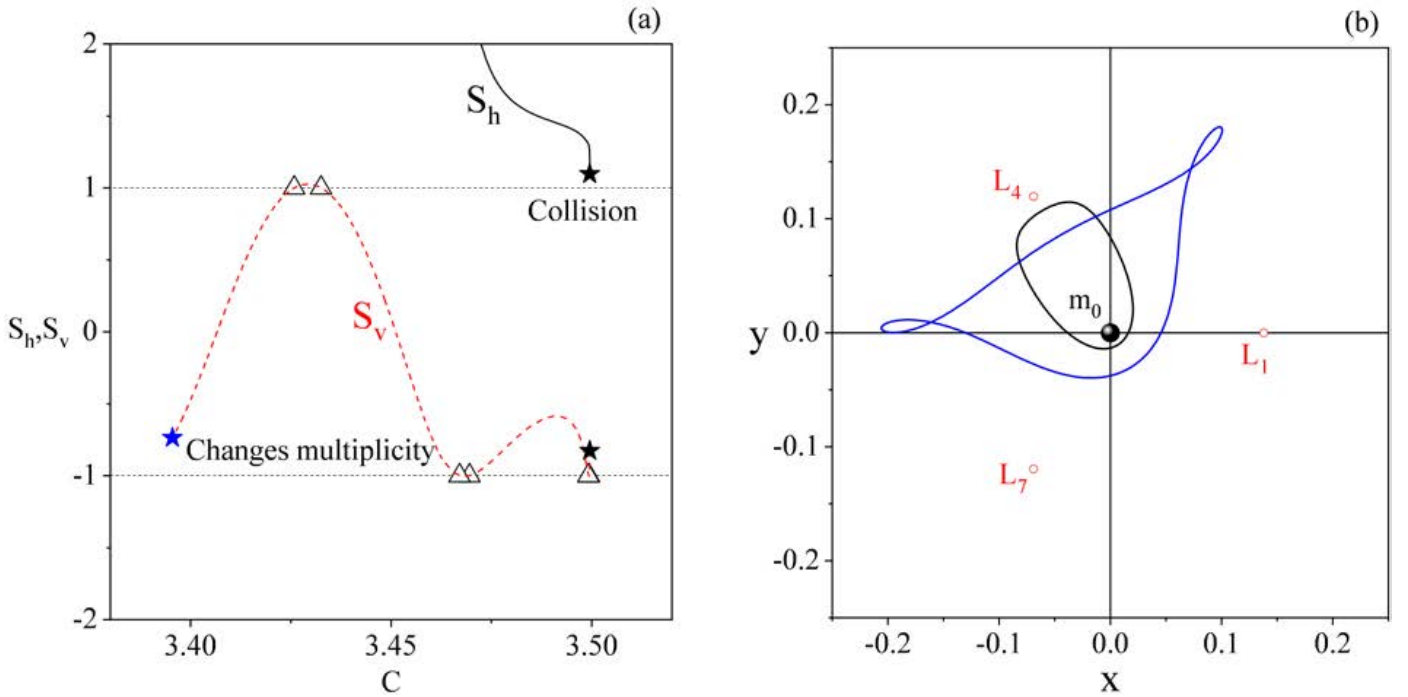 (a)
2
1
0
-1
-2
S_h,S_v
S_h
Collision
S_v
Changes multiplicity
3.40
3.45
3.50
C
(b)
0.2
0.1
0.0
-0.1
-0.2
y
L_4
m_0
L_1
L_7
-0.2
-0.1
0.0
0.1
0.2
x